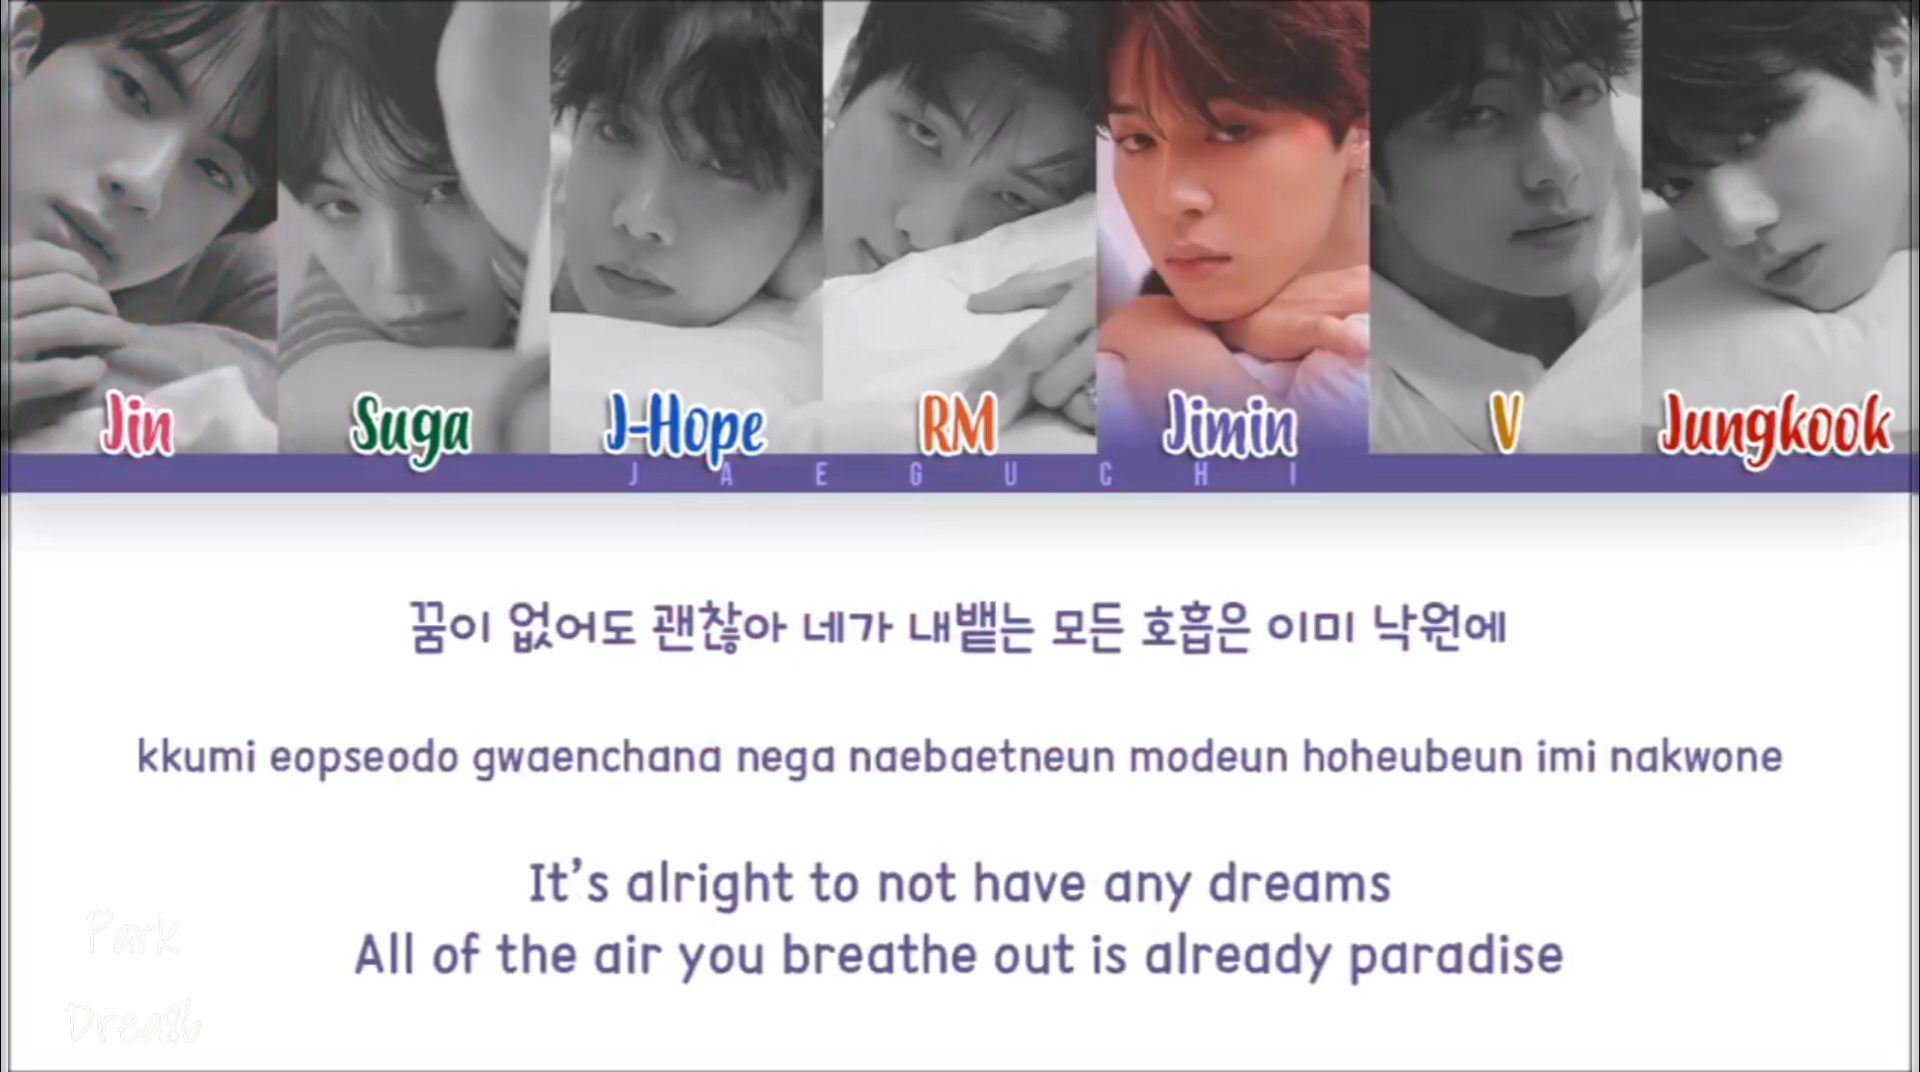 Jin Suga J-Hope RM Jimin V Jungkook
J A E G U C H I
꿈이 없어도 괜찮아 네가 내뱉는 모든 호흡은 이미 낙원에
kkumi eopseodo gwaenchana nega naebaetneun modeun hoheubeun imi nakwone
It's alright to not have any dreams
All of the air you breathe out is already paradise
Park
Drea86